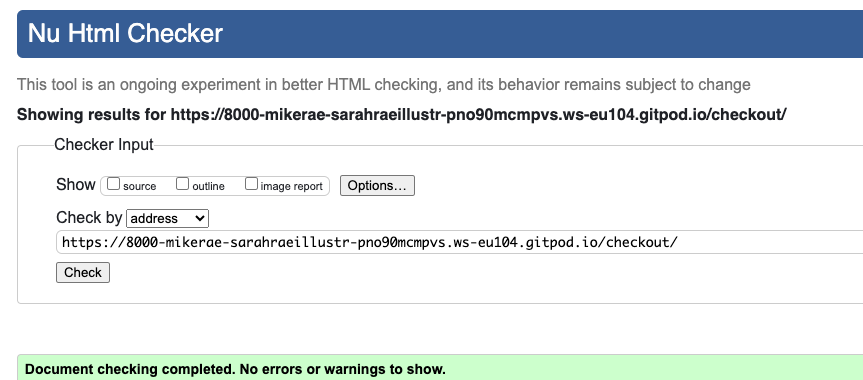 Nu Html Checker
This tool is an ongoing experiment in better HTML checking, and its behavior remains subject to change
Showing results for https://8000-mikerae-sarahraeillustr-pno90mcmpvs.ws-eu104.gitpod.io/checkout/
Checker Input
Show source outline image report Options...
Check by address
https://8000-mikerae-sarahraeillustr-pno90mcmpvs.ws-eu104.gitpod.io/checkout/
Check
Document checking completed. No errors or warnings to show.